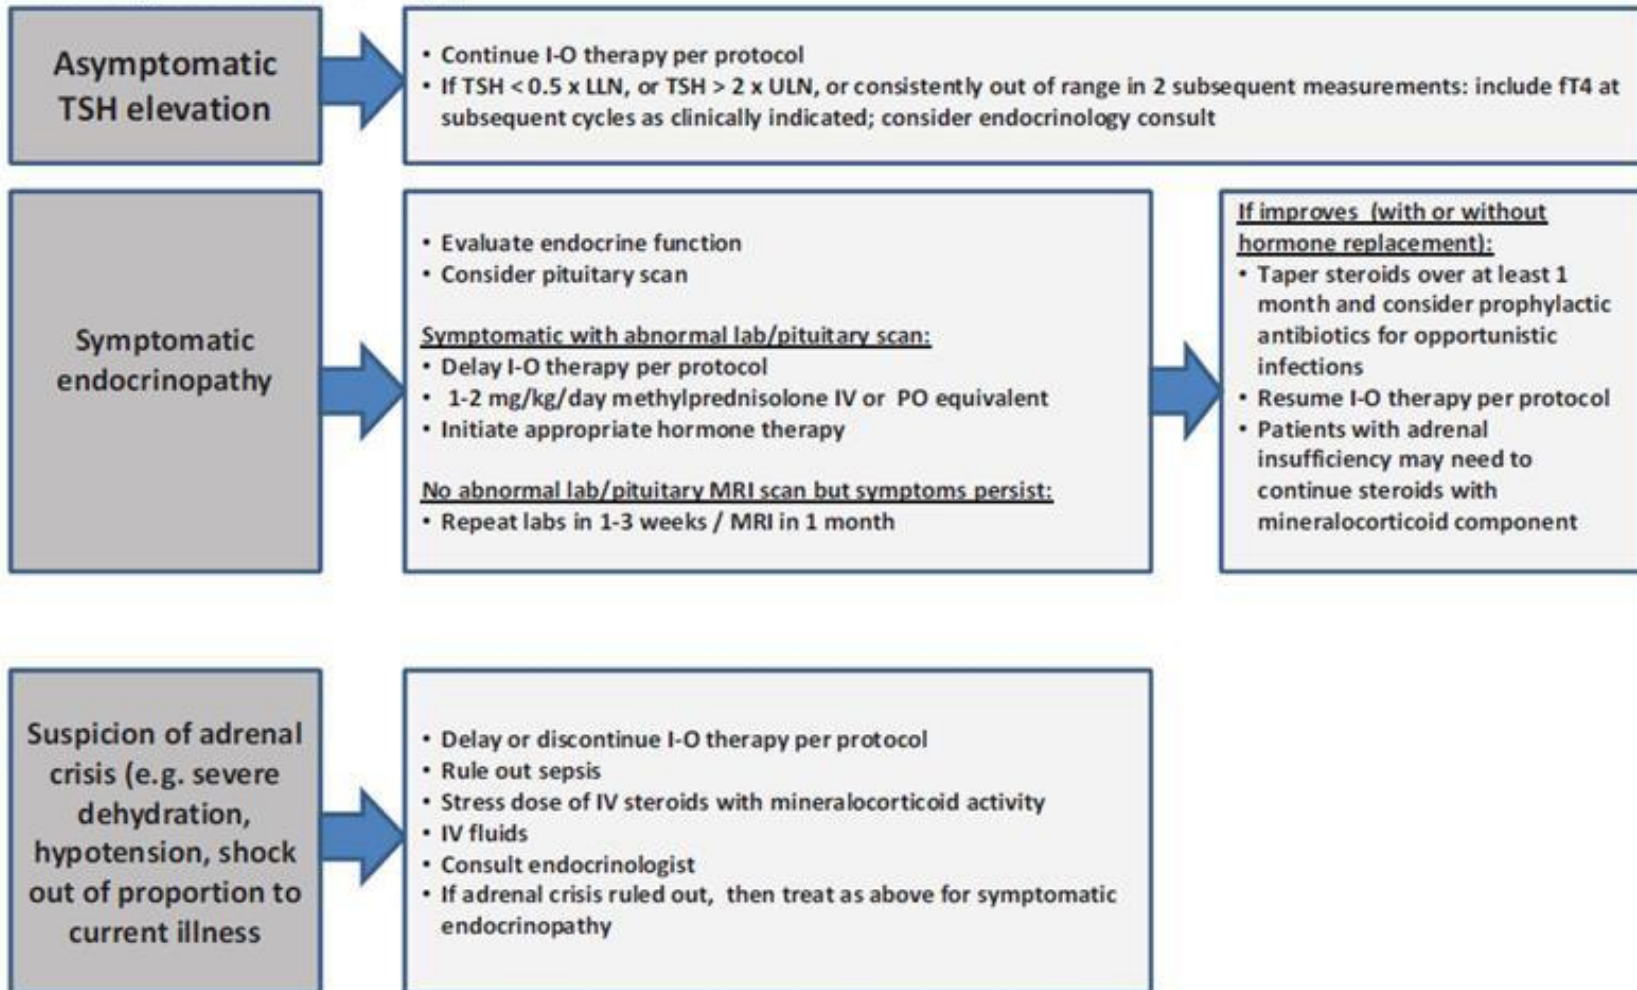 Asymptomatic
TSH elevation
• Continue I-O therapy per protocol
• If TSH < 0.5 x LLN, or TSH > 2 x ULN, or consistently out of range in 2 subsequent measurements: include fT4 at
subsequent cycles as clinically indicated; consider endocrinology consult
Symptomatic
endocrinopathy
• Evaluate endocrine function
• Consider pituitary scan
Symptomatic with abnormal lab/pituitary scan:
• Delay I-O therapy per protocol
• 1-2 mg/kg/day methylprednisolone IV or PO equivalent
• Initiate appropriate hormone therapy
No abnormal lab/pituitary MRI scan but symptoms persist:
• Repeat labs in 1-3 weeks / MRI in 1 month
If improves (with or without
hormone replacement):
• Taper steroids over at least 1
month and consider prophylactic
antibiotics for opportunistic
infections
• Resume I-O therapy per protocol
• Patients with adrenal
insufficiency may need to
continue steroids with
mineralocorticoid component
Suspicion of adrenal
crisis (e.g. severe
dehydration,
hypotension, shock
out of proportion to
current illness
• Delay or discontinue I-O therapy per protocol
• Rule out sepsis
• Stress dose of IV steroids with mineralocorticoid activity
• IV fluids
• Consult endocrinologist
• If adrenal crisis ruled out, then treat as above for symptomatic
endocrinopathy